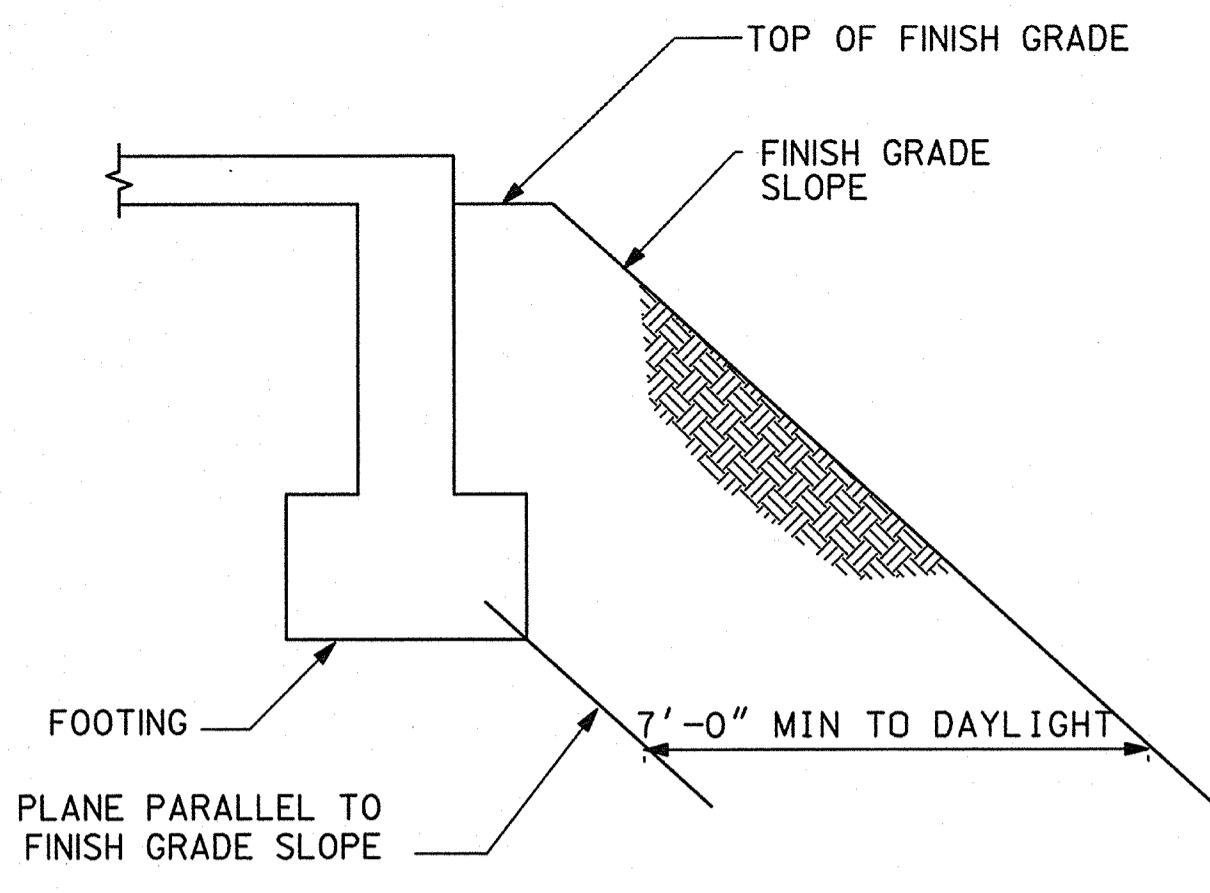 TOP OF FINISH GRADE
FINISH GRADE
SLOPE
FOOTING
7'-0" MIN TO DAYLIGHT
PLANE PARALLEL TO
FINISH GRADE SLOPE